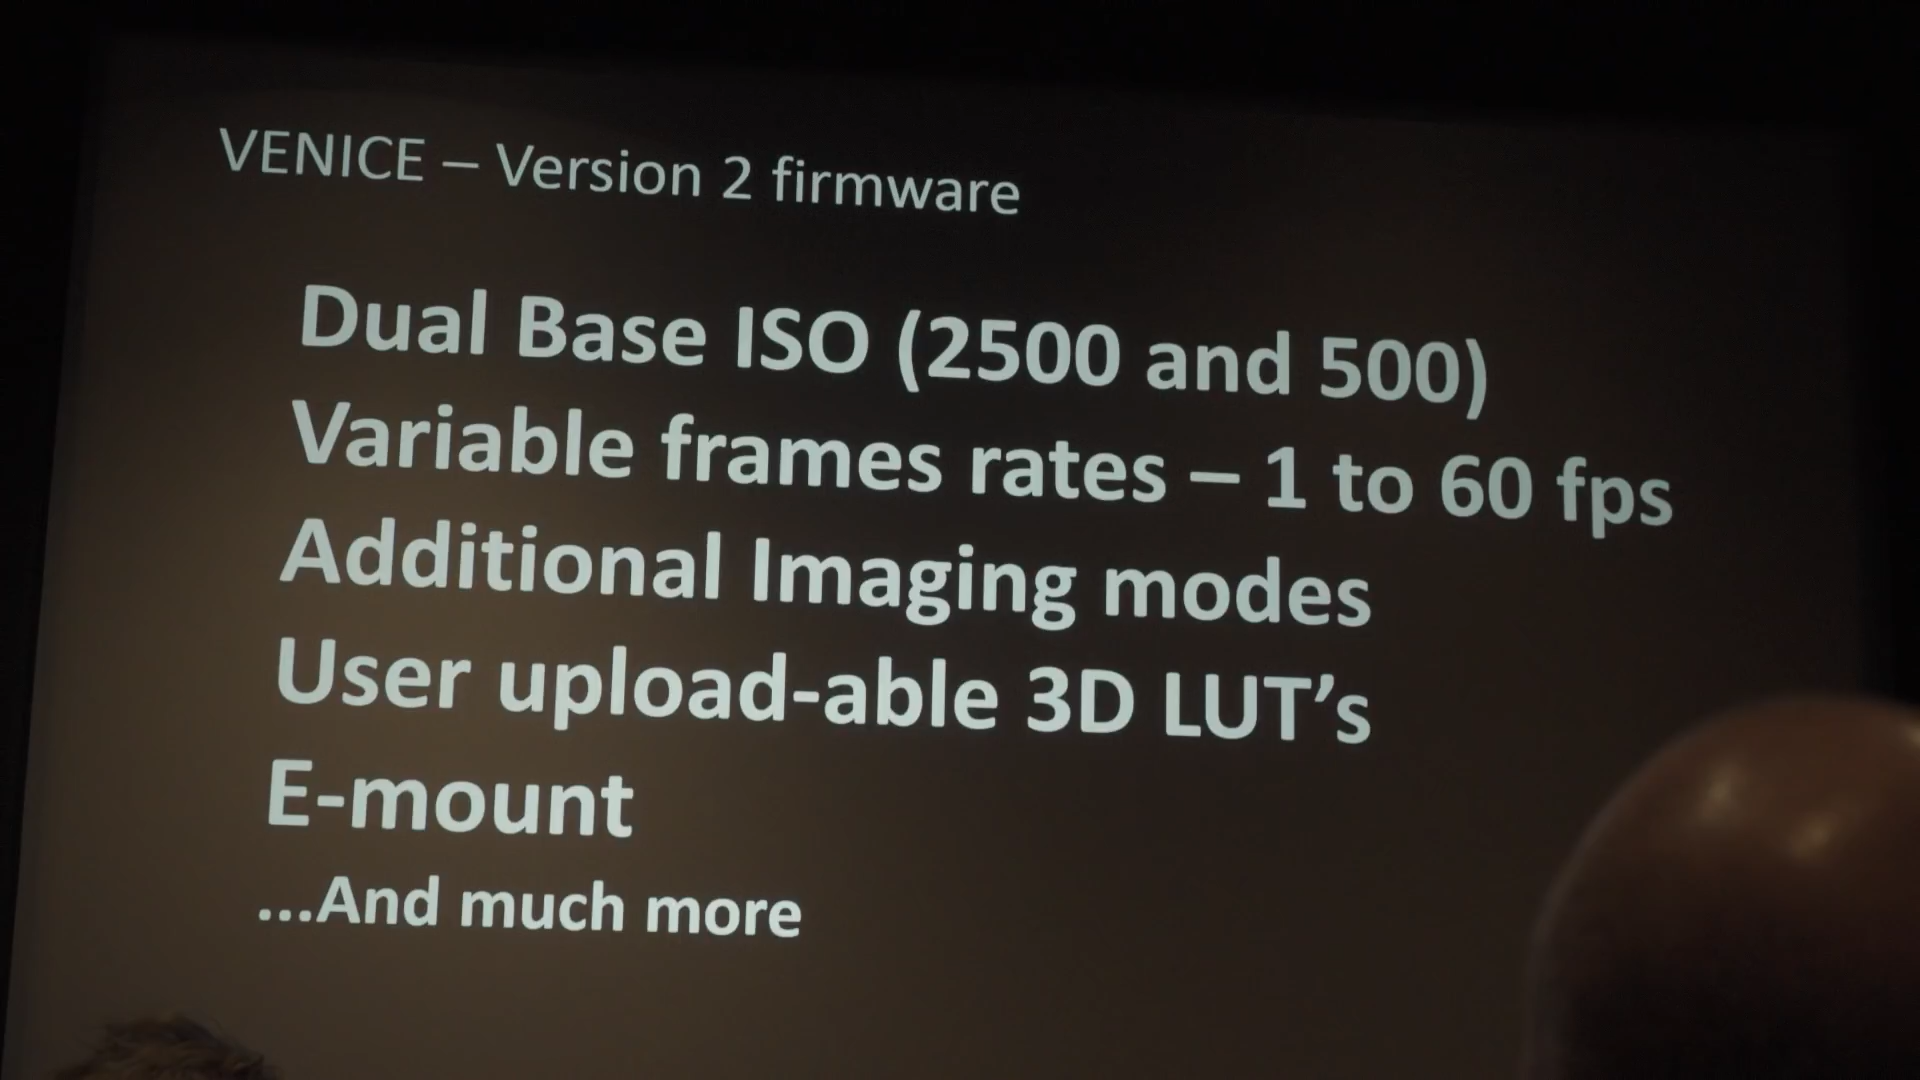 VENICE – Version 2 firmware
Dual Base ISO (2500 and 500)
Variable frames rates – 1 to 60 fps
Additional Imaging modes
User upload-able 3D LUT’s
E-mount
...And much more